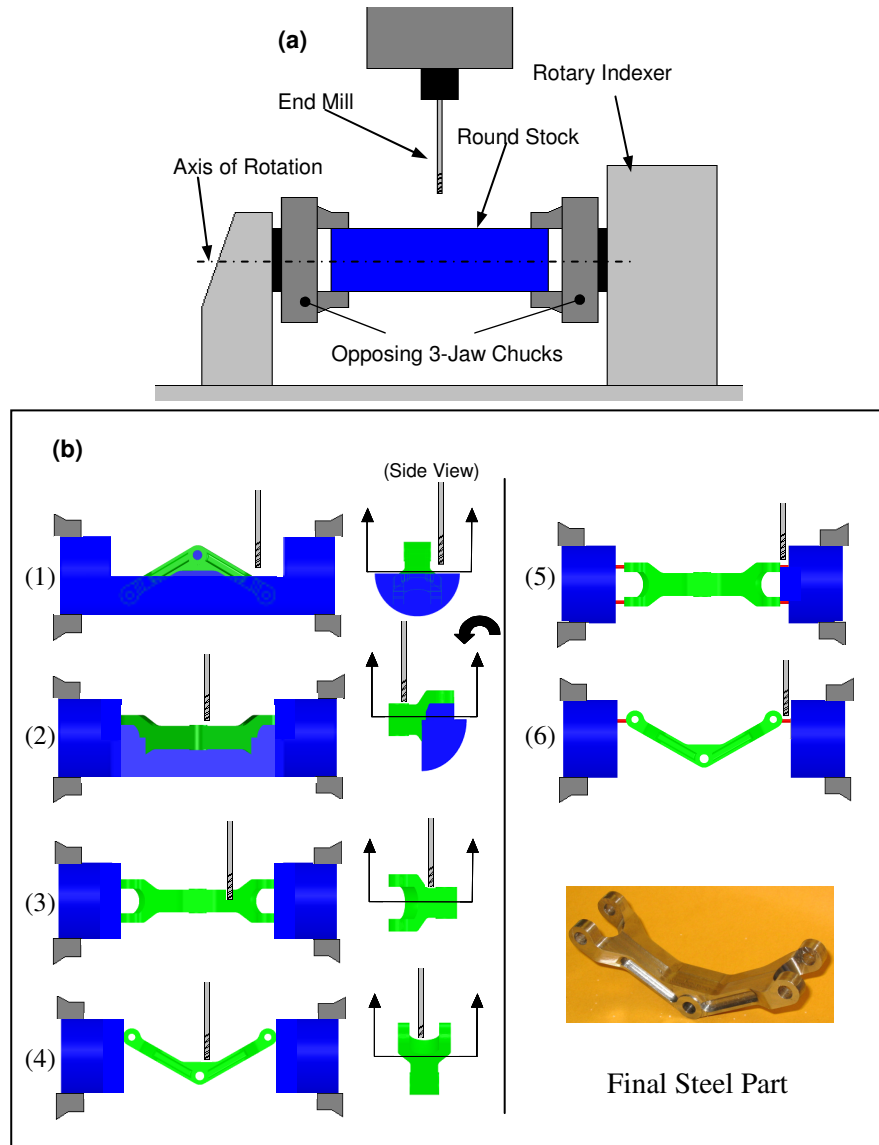 (a)
Rotary Indexer
End Mill
Round Stock
Axis of Rotation
Opposing 3-Jaw Chucks
(b)
(Side View)
(1)
(2)
(3)
(4)
(5)
(6)
Final Steel Part